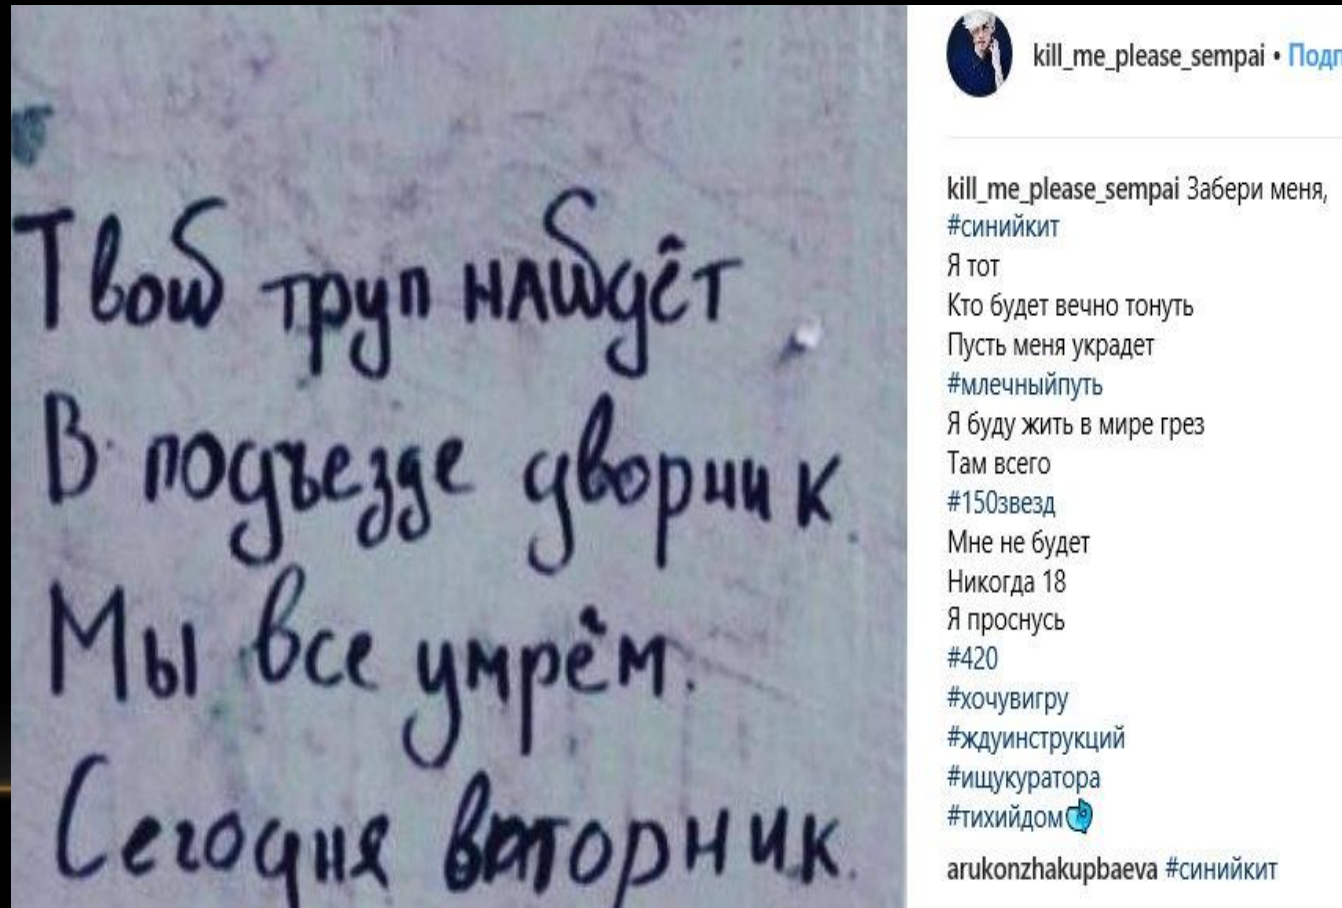 Твой труп найдёт
В подъезде дворник.
Мы все умрём.
Сегодня вторник.
kill_me_please_sempai •
kill_me_please_sempai Забери меня,
#синийкит
Я тот
Кто будет вечно тонуть
Пусть меня украдет
#млечныйпуть
Я буду жить в мире грез
Там всего
#150звезд
Мне не будет
Никогда 18
Я проснусь
#420
#хочувигру
#ждуинструкций
#ищукуратора
#тихийдом
arukonzhakupbaeva #синийкит